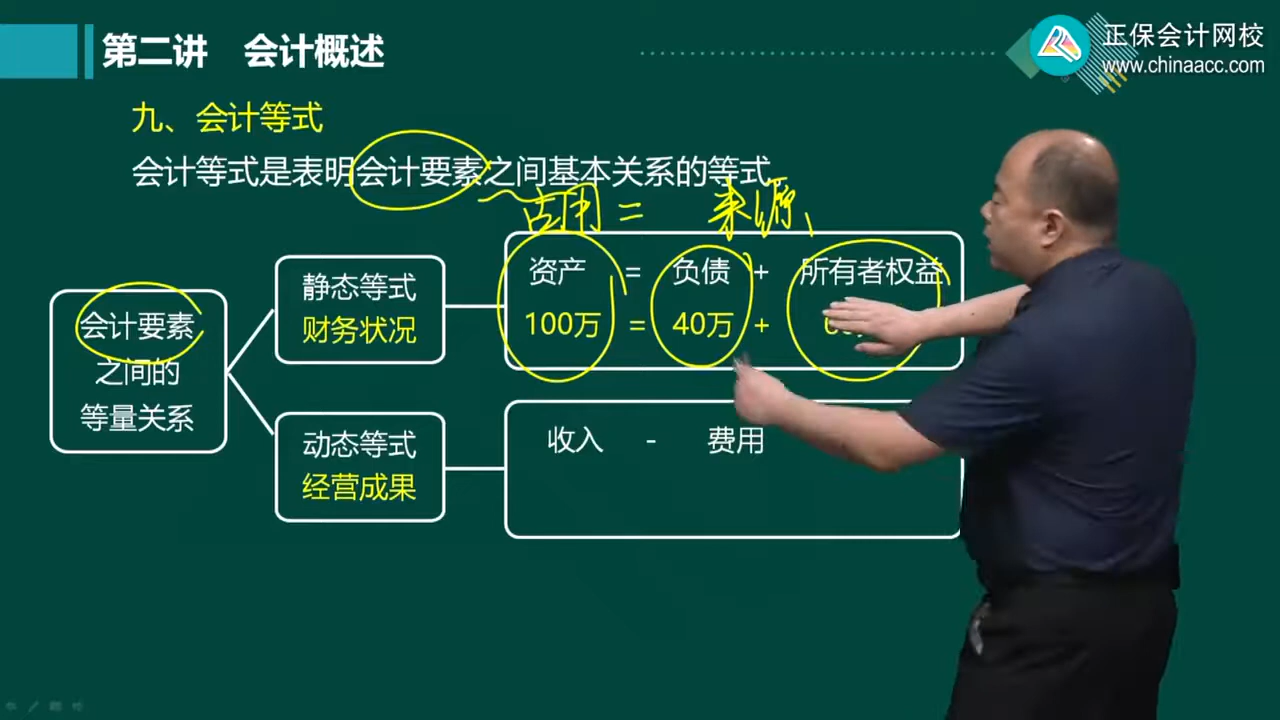 第二讲 会计概述
正保会计网校
www.chinaacc.com
九、会计等式
会计等式是表明会计要素之间基本关系的等式
占用 = 来源
会计要素
之间的
等量关系
静态等式
财务状况
资产 = 负债 + 所有者权益
100万 = 40万 +
动态等式
经营成果
收入 - 费用